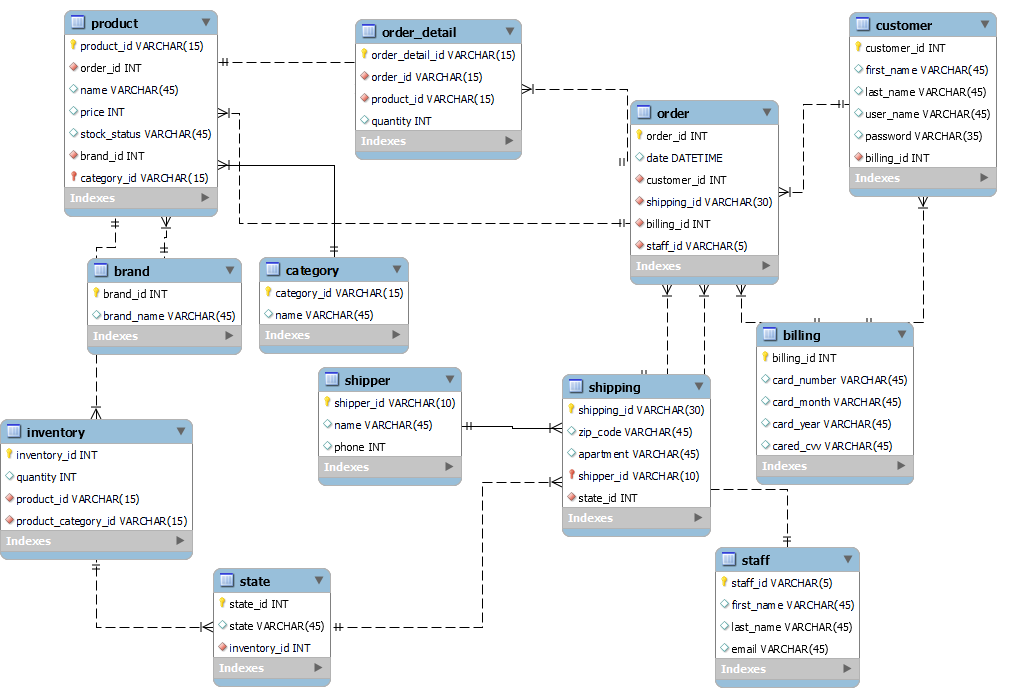 product
product_id VARCHAR(15)
order_id INT
name VARCHAR(45)
price INT
stock_status VARCHAR(45)
brand_id INT
category_id VARCHAR(15)
Indexes
order_detail
order_detail_id VARCHAR(15)
order_id VARCHAR(15)
product_id VARCHAR(15)
quantity INT
Indexes
customer
customer_id INT
first_name VARCHAR(45)
last_name VARCHAR(45)
user_name VARCHAR(45)
password VARCHAR(35)
billing_id INT
Indexes
order
order_id INT
date DATETIME
customer_id INT
shipping_id VARCHAR(30)
billing_id INT
staff_id VARCHAR(5)
Indexes
brand
brand_id INT
brand_name VARCHAR(45)
Indexes
category
category_id VARCHAR(15)
name VARCHAR(45)
Indexes
billing
billing_id INT
card_number VARCHAR(45)
card_month VARCHAR(45)
card_year VARCHAR(45)
cared_cvv VARCHAR(45)
Indexes
shipper
shipper_id VARCHAR(10)
name VARCHAR(45)
phone INT
Indexes
shipping
shipping_id VARCHAR(30)
zip_code VARCHAR(45)
apartment VARCHAR(45)
shipper_id VARCHAR(10)
state_id INT
Indexes
inventory
inventory_id INT
quantity INT
product_id VARCHAR(15)
product_category_id VARCHAR(15)
Indexes
state
state_id INT
state VARCHAR(45)
inventory_id INT
Indexes
staff
staff_id VARCHAR(5)
first_name VARCHAR(45)
last_name VARCHAR(45)
email VARCHAR(45)
Indexes